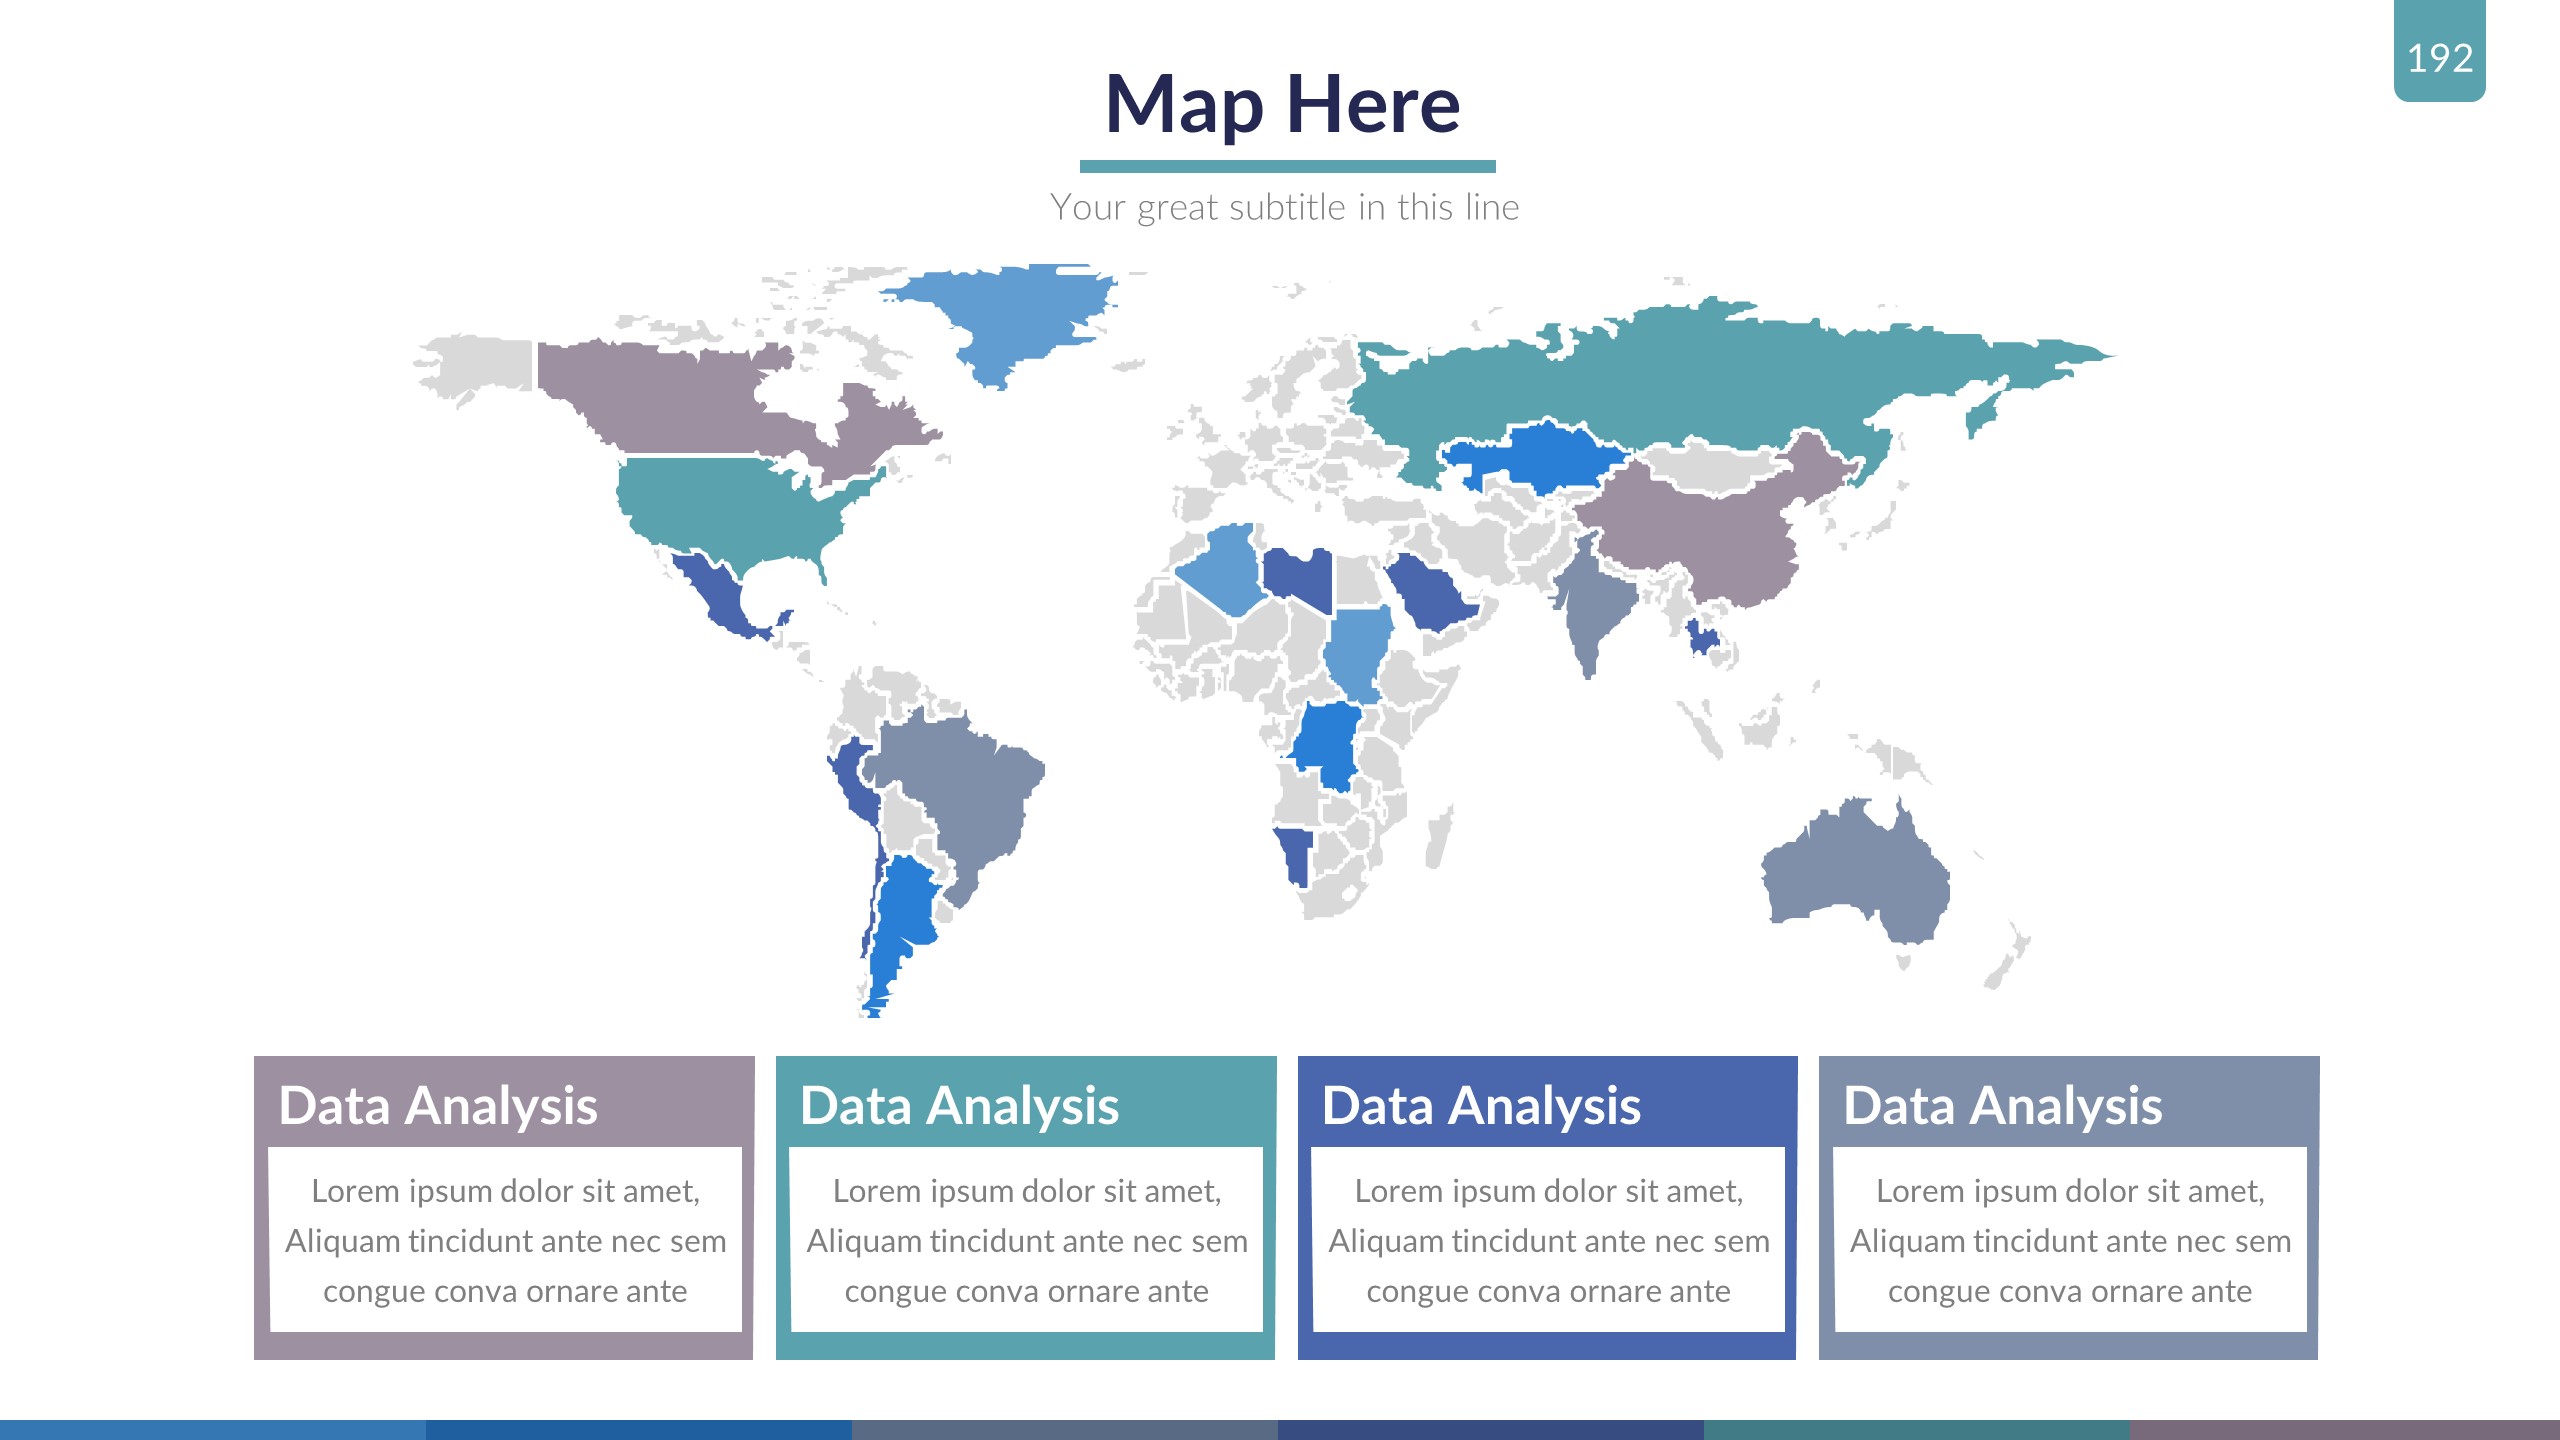 192
Map Here
Your great subtitle in this line
Data Analysis
Lorem ipsum dolor sit amet,
Aliquam tincidunt ante nec sem
congue conva ornare ante
Data Analysis
Lorem ipsum dolor sit amet,
Aliquam tincidunt ante nec sem
congue conva ornare ante
Data Analysis
Lorem ipsum dolor sit amet,
Aliquam tincidunt ante nec sem
congue conva ornare ante
Data Analysis
Lorem ipsum dolor sit amet,
Aliquam tincidunt ante nec sem
congue conva ornare ante